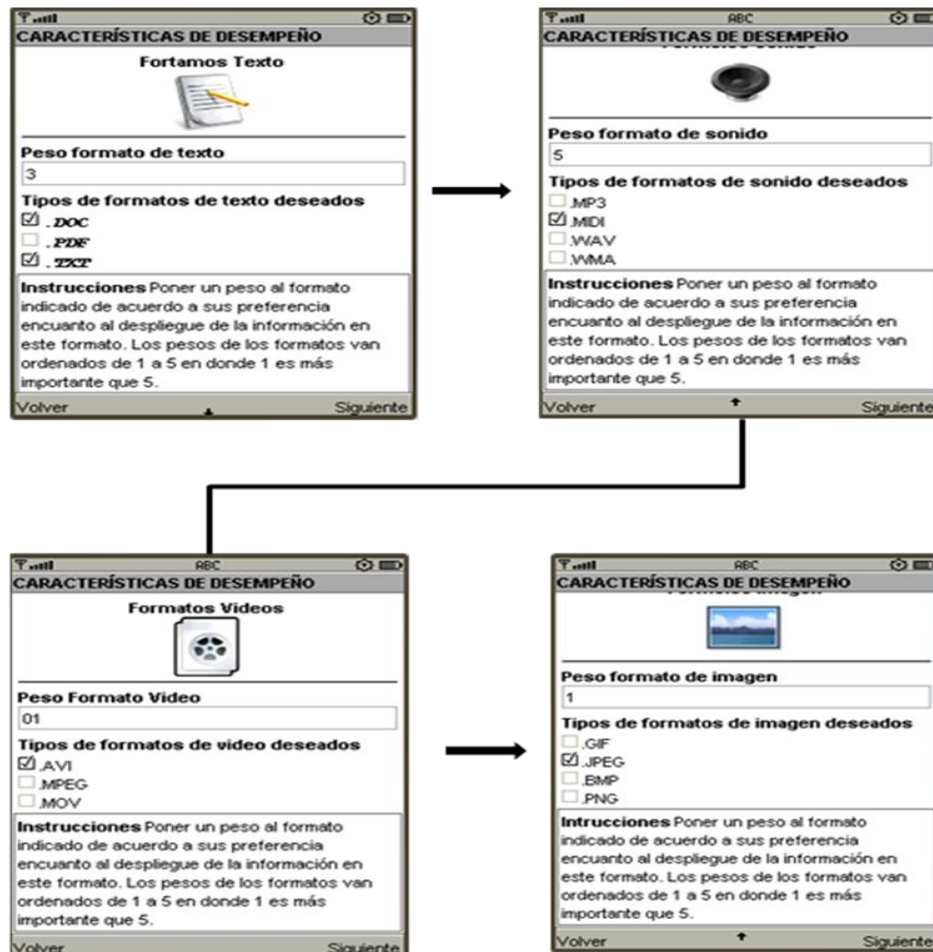 CARACTERÍSTICAS DE DESEMPEÑO
Fortamos Texto
Peso formato de texto
3
Tipos de formatos de texto deseados
.DOC
.PDF
.TXT
Instrucciones Poner un peso al formato
indicado de acuerdo a sus preferencia
encuanto al despliegue de la información en
este formato. Los pesos de los formatos van
ordenados de 1 a 5 en donde 1 es más
importante que 5.
Volver
Siguiente
ABC
CARACTERÍSTICAS DE DESEMPEÑO
Peso formato de sonido
5
Tipos de formatos de sonido deseados
.MP3
.MIDI
.WAV
.WMA
Instrucciones Poner un peso al formato
indicado de acuerdo a sus preferencia
encuanto al despliegue de la información en
este formato. Los pesos de los formatos van
ordenados de 1 a 5 en donde 1 es más
importante que 5.
Volver
Siguiente
ABC
CARACTERÍSTICAS DE DESEMPEÑO
Formatos Videos
Peso Formato Video
01
Tipos de formatos de video deseados
.AVI
.MPEG
.MOV
Instrucciones Poner un peso al formato
indicado de acuerdo a sus preferencia
encuanto al despliegue de la información en
este formato. Los pesos de los formatos van
ordenados de 1 a 5 en donde 1 es más
importante que 5.
Volver
Siguiente
ABC
CARACTERÍSTICAS DE DESEMPEÑO
Peso formato de imagen
1
Tipos de formatos de imagen deseados
.GIF
.JPEG
.BMP
.PNG
Intrucciones Poner un peso al formato
indicado de acuerdo a sus preferencia
encuanto al despliegue de la información en
este formato. Los pesos de los formatos van
ordenados de 1 a 5 en donde 1 es más
importante que 5.
Volver
Siguiente